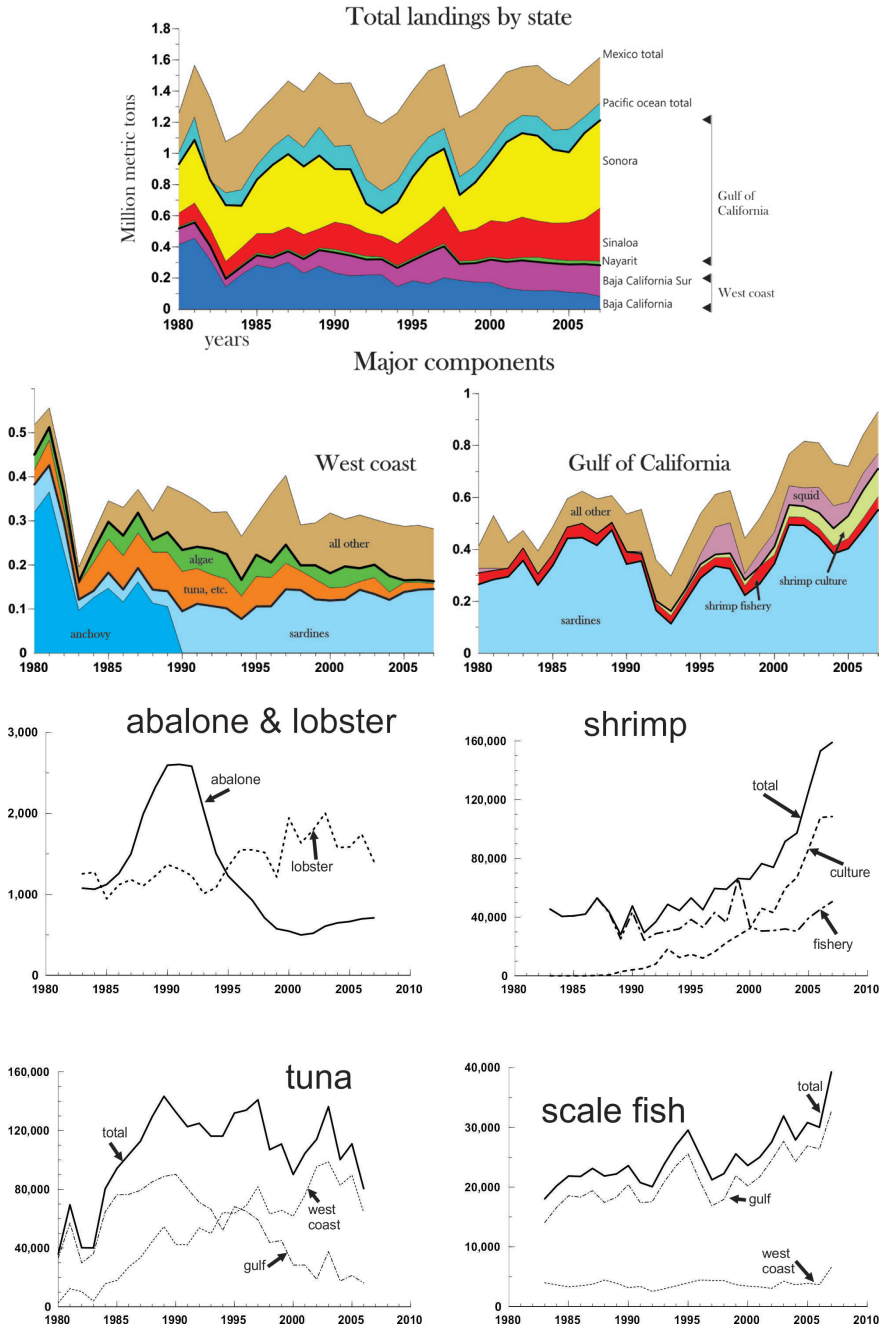 Total landings by state
Million metric tons
1.8
1.6
1.4
1.2
1.0
0.8
0.6
0.4
0.2
0
1980 1985 1990 1995 2000 2005
years
Mexico total
Pacific ocean total
Sonora
Sinaloa
Nayarit
Baja California Sur
Baja California
Gulf of
California
West coast
Major components
West coast
0.5
0.4
0.3
0.2
0.1
0
1980 1985 1990 1995 2000 2005
all other
algae
tuna, etc.
anchovy
sardines
Gulf of California
1
0.8
0.6
0.4
0.2
0
1980 1985 1990 1995 2000 2005
all other
squid
shrimp culture
shrimp fishery
sardines
abalone & lobster
3,000
2,000
1,000
0
1980 1985 1990 1995 2000 2005 2010
abalone
lobster
shrimp
160,000
120,000
80,000
40,000
0
1980 1985 1990 1995 2000 2005 2010
total
culture
fishery
tuna
160,000
120,000
80,000
40,000
0
1980 1985 1990 1995 2000 2005 2010
total
west
coast
gulf
scale fish
40,000
30,000
20,000
10,000
0
1980 1985 1990 1995 2000 2005 2010
total
gulf
west
coast